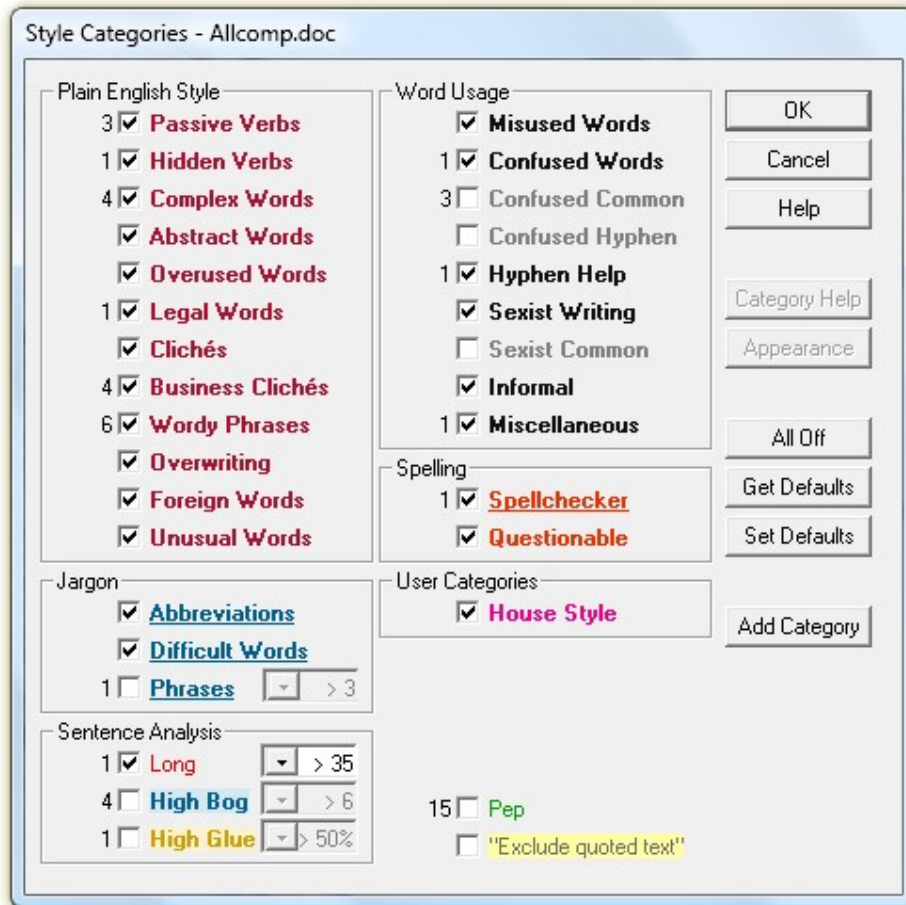 Style Categories - Allcomp.doc
Plain English Style
3 Passive Verbs
1 Hidden Verbs
4 Complex Words
Abstract Words
Overused Words
1 Legal Words
Clichés
4 Business Clichés
6 Wordy Phrases
Overwriting
Foreign Words
Unusual Words
Jargon
Abbreviations
Difficult Words
1 Phrases > 3
Sentence Analysis
1 Long > 35
4 High Bog > 6
1 High Glue > 50%
Word Usage
Misused Words
1 Confused Words
3 Confused Common
Confused Hyphen
1 Hyphen Help
Sexist Writing
Sexist Common
Informal
1 Miscellaneous
Spelling
1 Spellchecker
Questionable
User Categories
House Style
15 Pep
"Exclude quoted text"
OK
Cancel
Help
Category Help
Appearance
All Off
Get Defaults
Set Defaults
Add Category